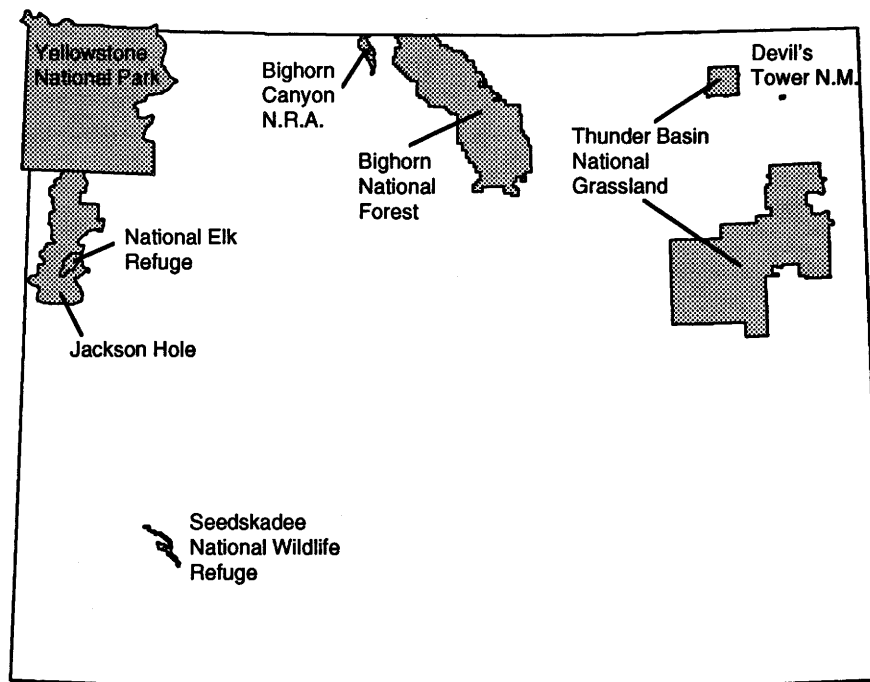 Yellowstone
National Park
Bighorn
Canyon
N.R.A.
Bighorn
National
Forest
Devil's
Tower N.M.
Thunder Basin
National
Grassland
National Elk
Refuge
Jackson Hole
Seedskadee
National Wildlife
Refuge